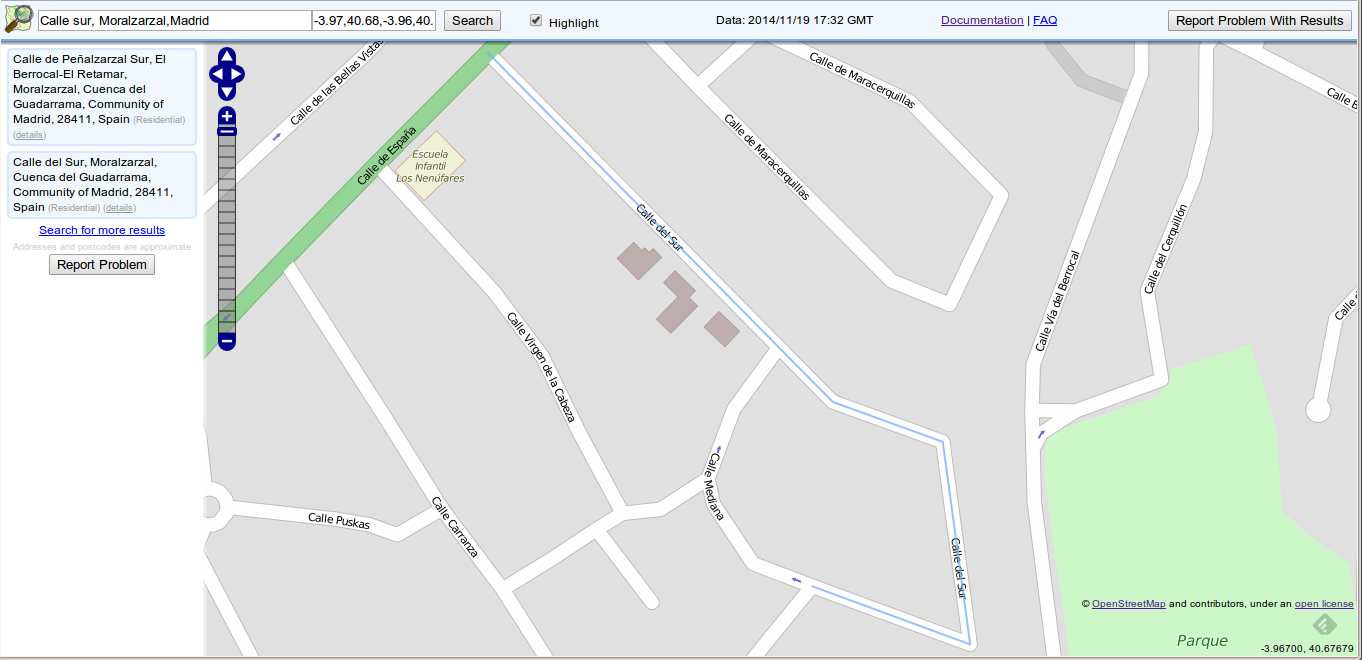 Calle sur, Moralzarzal,Madrid
-3.97,40.68,-3.96,40.
Search
Highlight
Data: 2014/11/19 17:32 GMT
Documentation | FAQ
Report Problem With Results
Calle de Peñalzarzal Sur, El
Berrocal-El Retamar,
Moralzarzal, Cuenca del
Guadarrama, Community of
Madrid, 28411, Spain (Residential)
(details)
Calle del Sur, Moralzarzal,
Cuenca del Guadarrama,
Community of Madrid, 28411,
Spain (Residential) (details)
Search for more results
Addresses and postcodes are approximate
Report Problem
Calle de las Bellas Vistas
Calle de España
Escuela
Infantil
Los Nenúfares
Calle del Sur
Calle de Maracerquillas
Calle de Maracerquillas
Calle Vía del Berrocal
Calle del Cerquillón
Calle
Calle
Calle Virgen de la Cabeza
Calle Mediana
Calle Puskas
Calle Carranza
Calle del Sur
© OpenStreetMap and contributors, under an open license
Parque
-3.96700, 40.67679